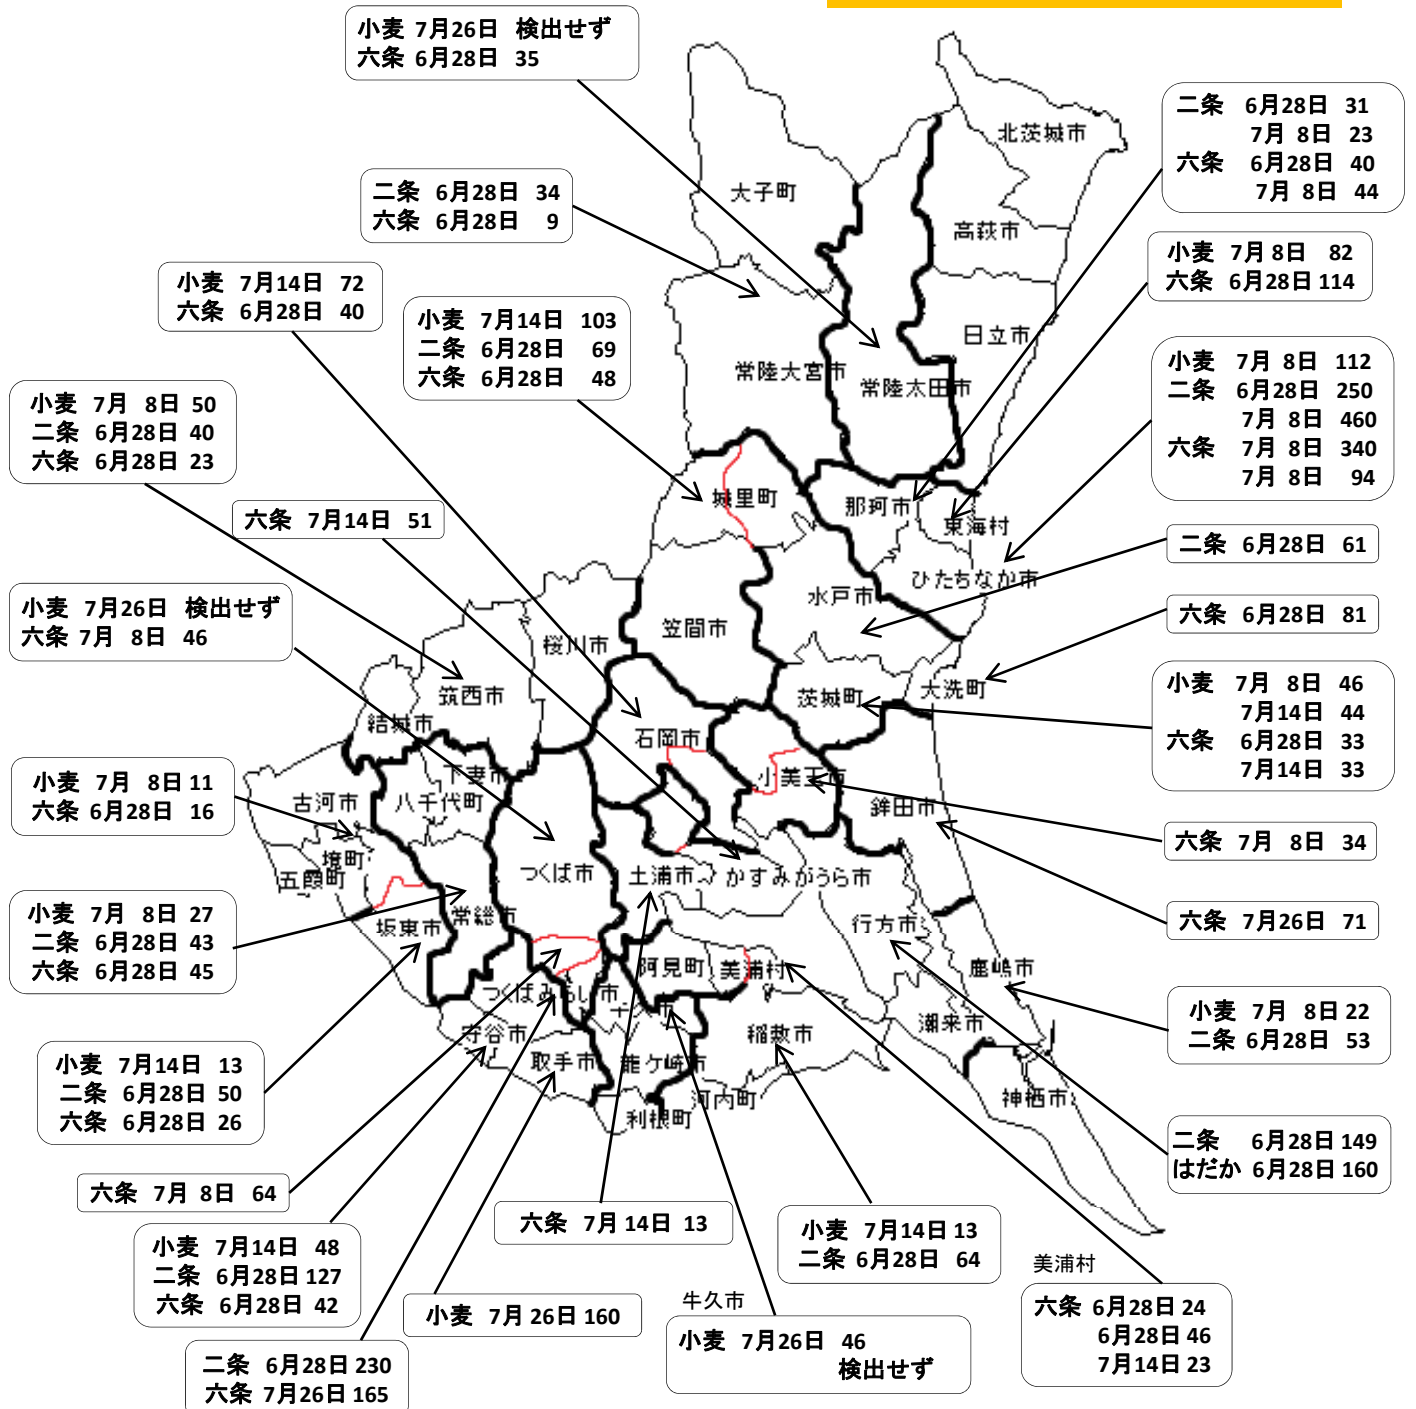 小麦 7月26日 検出せず
六条 6月28日 35
二条 6月28日 31
7月 8日 23
六条 6月28日 40
7月 8日 44
二条 6月28日 34
六条 6月28日 9
小麦 7月 8日 82
六条 6月28日 114
小麦 7月14日 72
六条 6月28日 40
小麦 7月14日 103
二条 6月28日 69
六条 6月28日 48
小麦 7月 8日 112
二条 6月28日 250
7月 8日 460
六条 7月 8日 340
7月 8日 94
小麦 7月 8日 50
二条 6月28日 40
六条 6月28日 23
六条 7月14日 51
二条 6月28日 61
小麦 7月26日 検出せず
六条 7月 8日 46
六条 6月28日 81
小麦 7月 8日 46
7月14日 44
六条 6月28日 33
7月14日 33
小麦 7月 8日 11
六条 6月28日 16
六条 7月 8日 34
小麦 7月 8日 27
二条 6月28日 43
六条 6月28日 45
六条 7月26日 71
小麦 7月 8日 22
二条 6月28日 53
小麦 7月14日 13
二条 6月28日 50
六条 6月28日 26
二条 6月28日 149
はだか 6月28日 160
六条 7月 8日 64
六条 7月14日 13
小麦 7月14日 13
二条 6月28日 64
小麦 7月14日 48
二条 6月28日 127
六条 6月28日 42
小麦 7月26日 160
牛久市
小麦 7月26日 46
検出せず
美浦村
六条 6月28日 24
6月28日 46
7月14日 23
二条 6月28日 230
六条 7月26日 165
北茨城市
大子町
高萩市
日立市
常陸大宮市
常陸太田市
城里町
那珂市
東海村
ひたちなか市
水戸市
笠間市
桜川市
筑西市
結城市
茨城町
大洗町
石岡市
小美玉市
下妻市
古河市
八千代町
鉾田市
境町
五霞町
つくば市
土浦市
かすみがうら市
坂東市
常総市
行方市
阿見町
美浦村
鹿嶋市
つくばみらい市
守谷市
潮来市
稲敷市
取手市
龍ケ崎市
河内町
利根町
神栖市